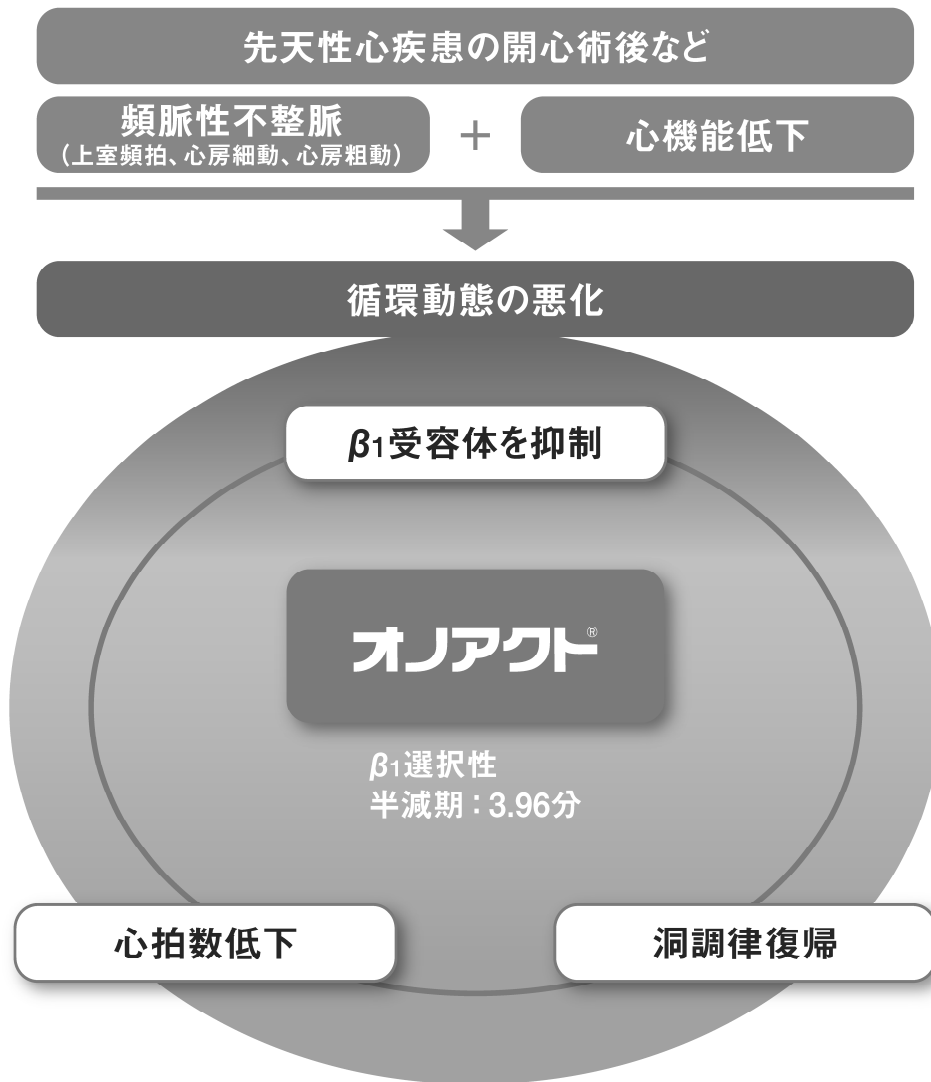 先天性心疾患の開心術後など
頻脈性不整脈
（上室頻拍、心房細動、心房粗動）
＋
心機能低下
循環動態の悪化
β1受容体を抑制
オノアクト®
β1選択性
半減期：3.96分
心拍数低下
洞調律復帰